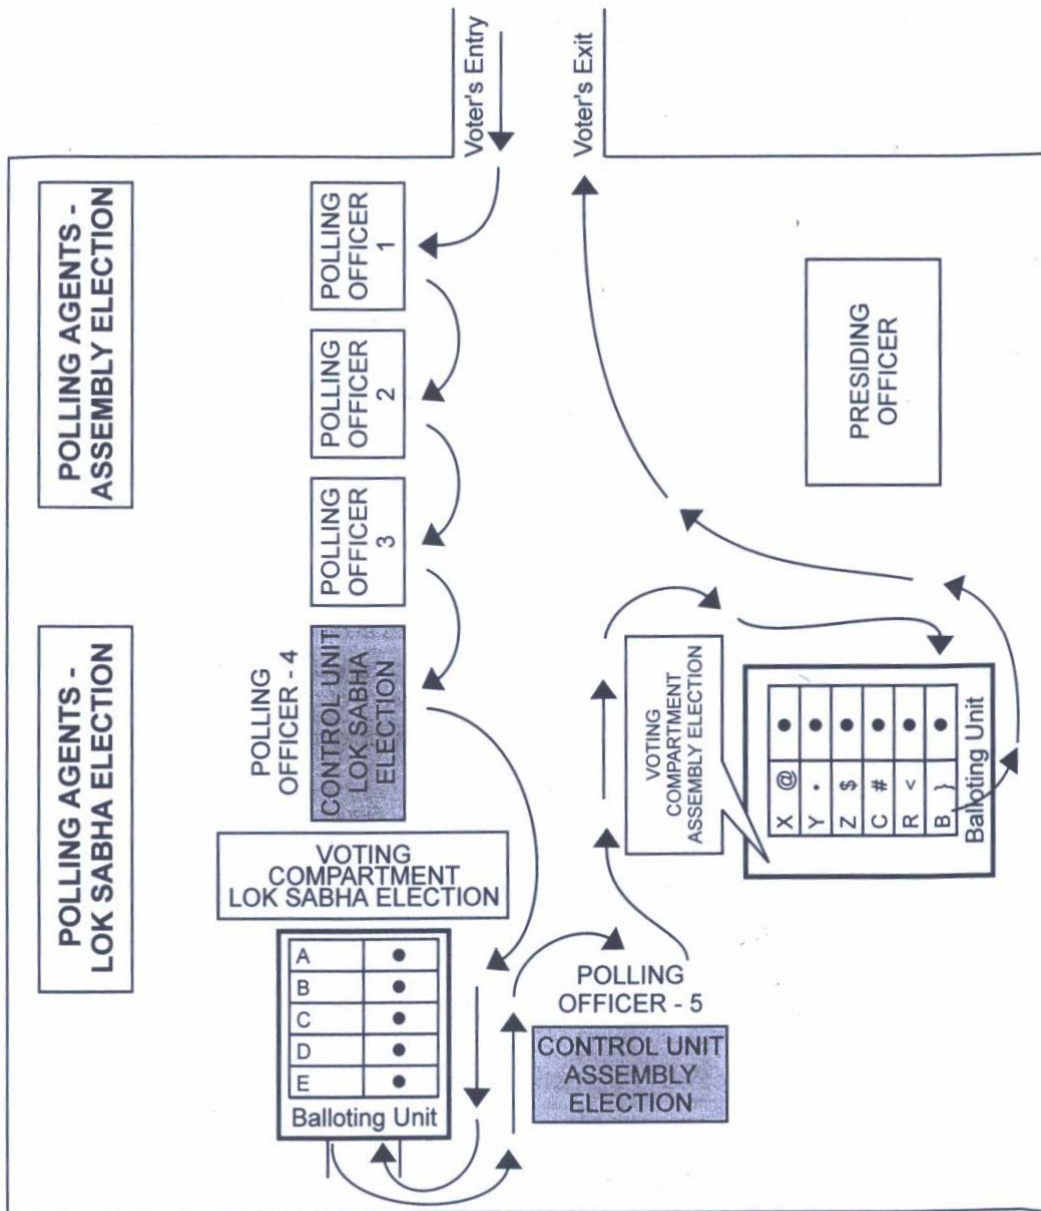 Voter's Entry
Voter's Exit
POLLING AGENTS -
ASSEMBLY ELECTION
POLLING
OFFICER
1
POLLING
OFFICER
2
POLLING
OFFICER
3
PRESIDING
OFFICER
POLLING AGENTS -
LOK SABHA ELECTION
POLLING
OFFICER - 4
CONTROL UNIT
LOK SABHA
ELECTION
VOTING
COMPARTMENT
LOK SABHA ELECTION
A
B
C
D
E
Balloting Unit
POLLING
OFFICER - 5
CONTROL UNIT
ASSEMBLY
ELECTION
VOTING
COMPARTMENT
ASSEMBLY ELECTION
X @
Y •
Z $
C #
R <
B }
Balloting Unit